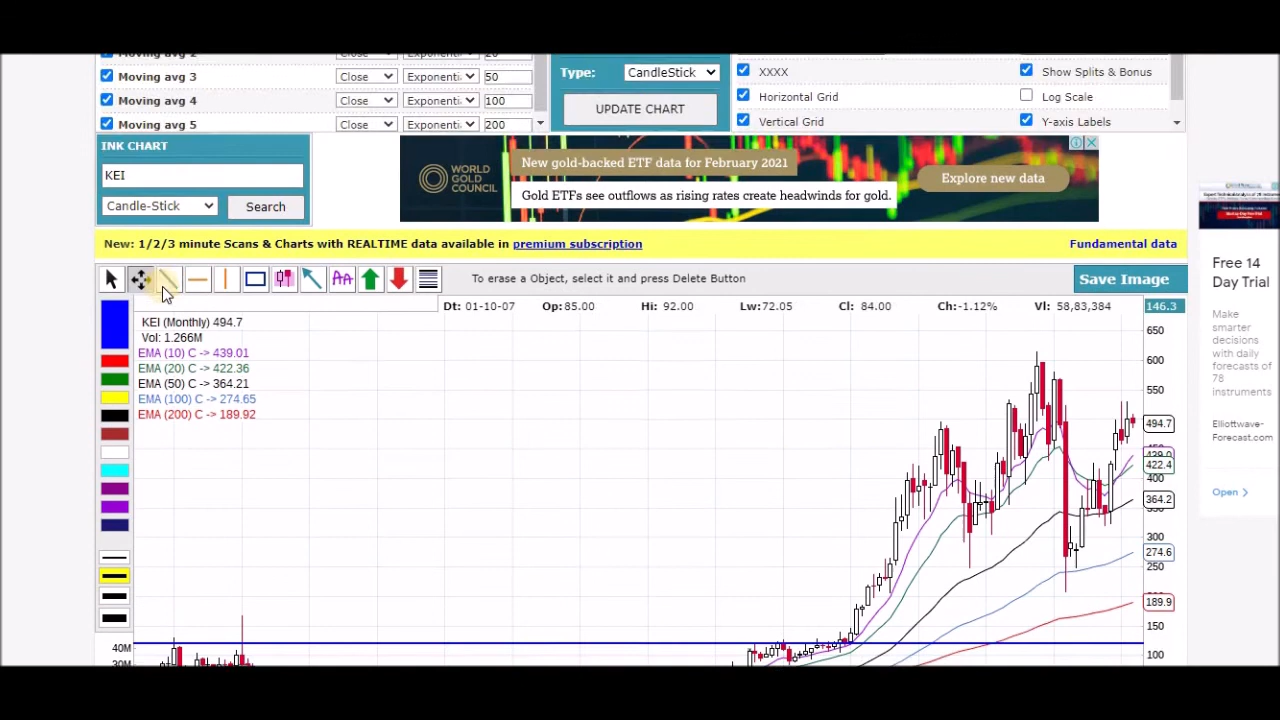 Moving avg 2 Close Exponenti. 20
Moving avg 3 Close Exponenti. 50
Moving avg 4 Close Exponenti. 100
Moving avg 5 Close Exponenti. 200
Type: CandleStick
UPDATE CHART
XXXX Show Splits & Bonus
Horizontal Grid Log Scale
Vertical Grid Y-axis Labels
INK CHART
KEI
Candle-Stick Search
WORLD
GOLD
COUNCIL
New gold-backed ETF data for February 2021
Gold ETFs see outflows as rising rates create headwinds for gold.
Explore new data
New: 1/2/3 minute Scans & Charts with REALTIME data available in premium subscription Fundamental data
To erase a Object, select it and press Delete Button Save Image
Dt: 01-10-07 Op:85.00 Hi: 92.00 Lw:72.05 Cl: 84.00 Ch:-1.12% Vl: 58,83,384 146.3
KEI (Monthly) 494.7
Vol: 1.266M
EMA (10) C -> 439.01
EMA (20) C -> 422.36
EMA (50) C -> 364.21
EMA (100) C -> 274.65
EMA (200) C -> 189.92
650
600
550
494.7
422.4
400
364.2
300
274.6
250
189.9
150
100
40M
30M
Free 14
Day Trial
Make
smarter
decisions
with daily
forecasts of
78
instruments
Elliottwave-
Forecast.com
Open